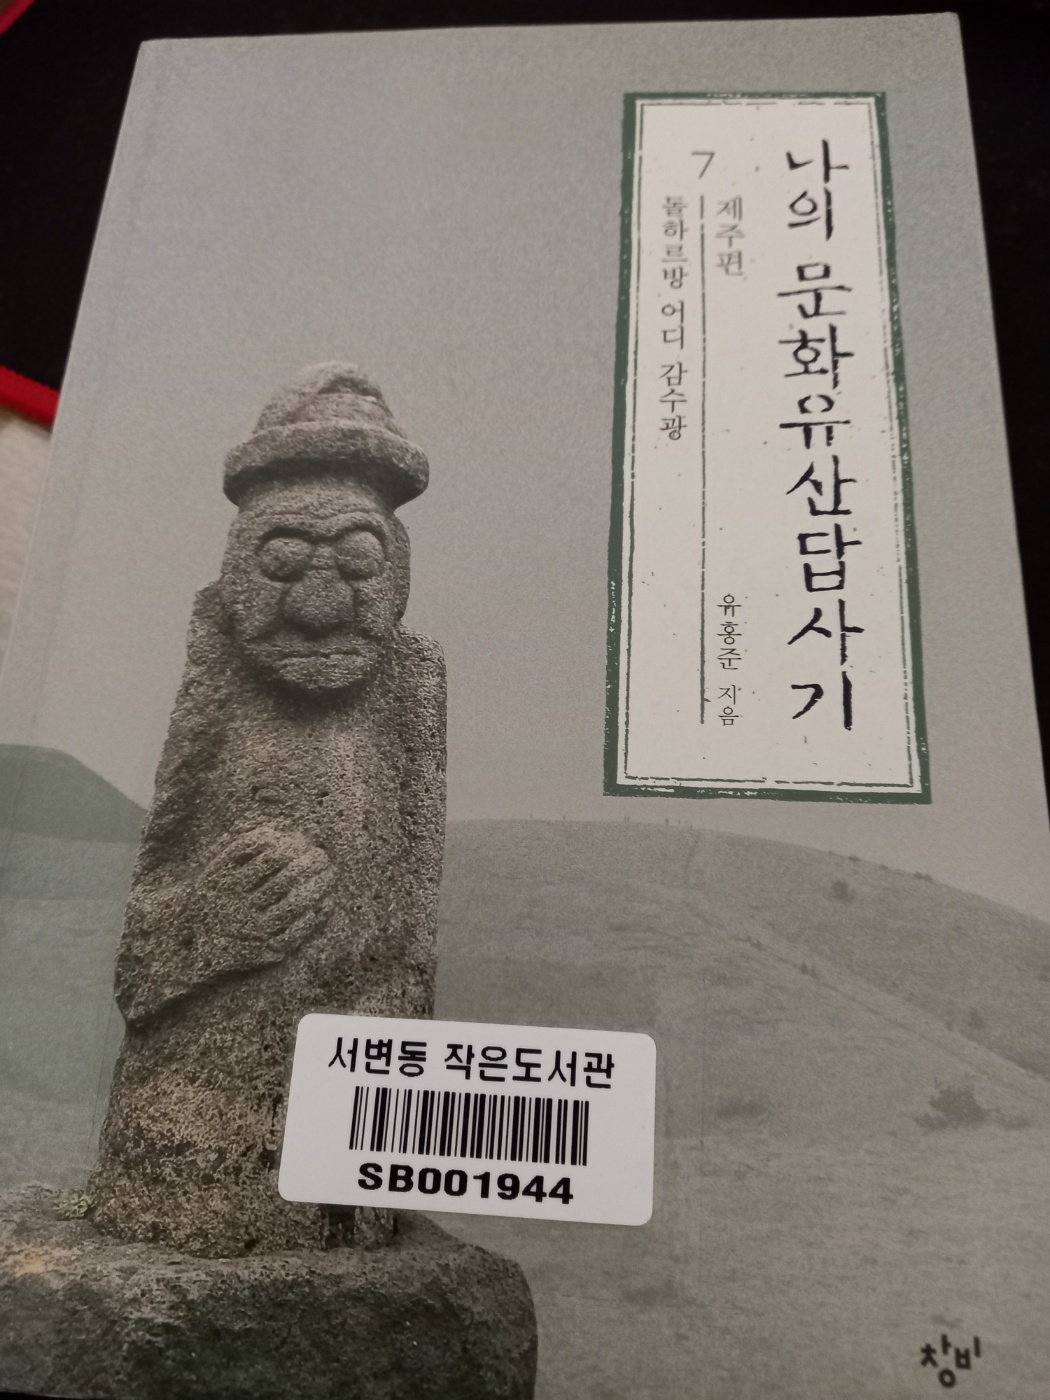 나의 문화유산답사기
7
제주편
유홍준 지음
돌하르방 어디 감수광
서변동 작은도서관
SB001944
창비